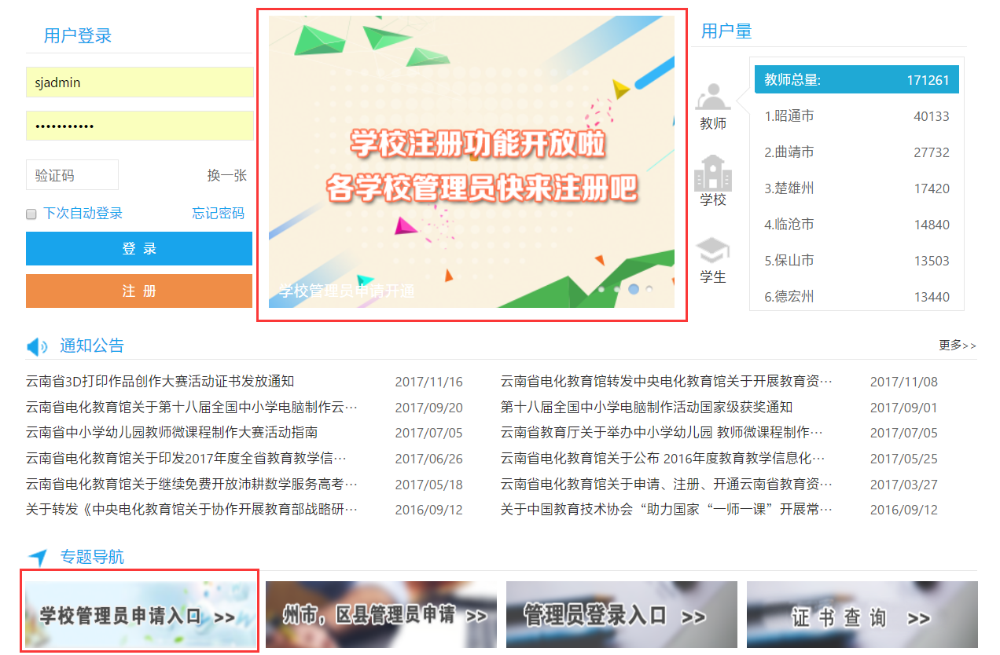 用户登录
sjadmin
•••••••••••
验证码 换一张
下次自动登录 忘记密码
登 录
注 册
学校注册功能开放啦
各学校管理员快来注册吧
学校管理员申请开通
用户量
教师
学校
学生
教师总量: 171261
1.昭通市 40133
2.曲靖市 27732
3.楚雄州 17420
4.临沧市 14840
5.保山市 13503
6.德宏州 13440
通知公告 更多>>
云南省3D打印作品创作大赛活动证书发放通知 2017/11/16 云南省电化教育馆转发中央电化教育馆关于开展教育资··· 2017/11/08
云南省电化教育馆关于第十八届全国中小学电脑制作云··· 2017/09/20 第十八届全国中小学电脑制作活动国家级获奖通知 2017/09/01
云南省中小学幼儿园教师微课程制作大赛活动指南 2017/07/05 云南省教育厅关于举办中小学幼儿园 教师微课程制作··· 2017/07/05
云南省电化教育馆关于印发2017年度全省教育教学信··· 2017/06/26 云南省电化教育馆关于公布 2016年度教育教学信息化··· 2017/05/25
云南省电化教育馆关于继续免费开放沛耕数学服务高考··· 2017/05/18 云南省电化教育馆关于申请、注册、开通云南省教育资··· 2017/03/27
关于转发《中央电化教育馆关于协作开展教育部战略研··· 2016/09/12 关于中国教育技术协会“助力国家“一师一课”开展常··· 2016/09/12
专题导航
学校管理员申请入口 >> 州市，区县管理员申请 >> 管理员登录入口 >> 证书查询 >>